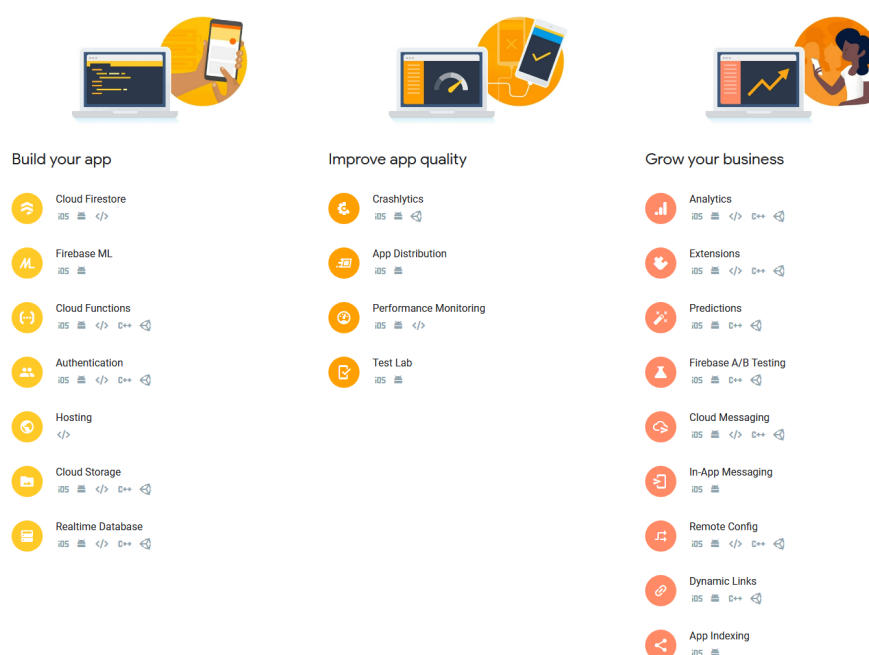 Build your app
Cloud Firestore
iOS </>
Firebase ML
iOS
Cloud Functions
iOS </> C++
Authentication
iOS </> C++
Hosting
</>
Cloud Storage
iOS </> C++
Realtime Database
iOS </> C++
Improve app quality
Crashlytics
iOS
App Distribution
iOS
Performance Monitoring
iOS </>
Test Lab
iOS
Grow your business
Analytics
iOS </> C++
Extensions
iOS </> C++
Predictions
iOS C++
Firebase A/B Testing
iOS C++
Cloud Messaging
iOS </> C++
In-App Messaging
iOS
Remote Config
iOS </> C++
Dynamic Links
iOS C++
App Indexing
iOS